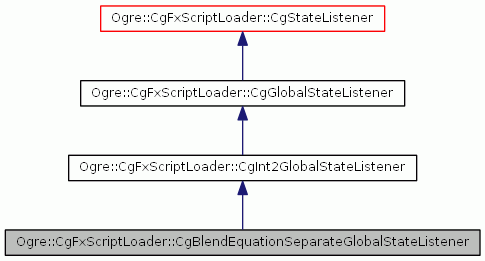 Ogre::CgFxScriptLoader::CgStateListener
Ogre::CgFxScriptLoader::CgGlobalStateListener
Ogre::CgFxScriptLoader::CgInt2GlobalStateListener
Ogre::CgFxScriptLoader::CgBlendEquationSeparateGlobalStateListener